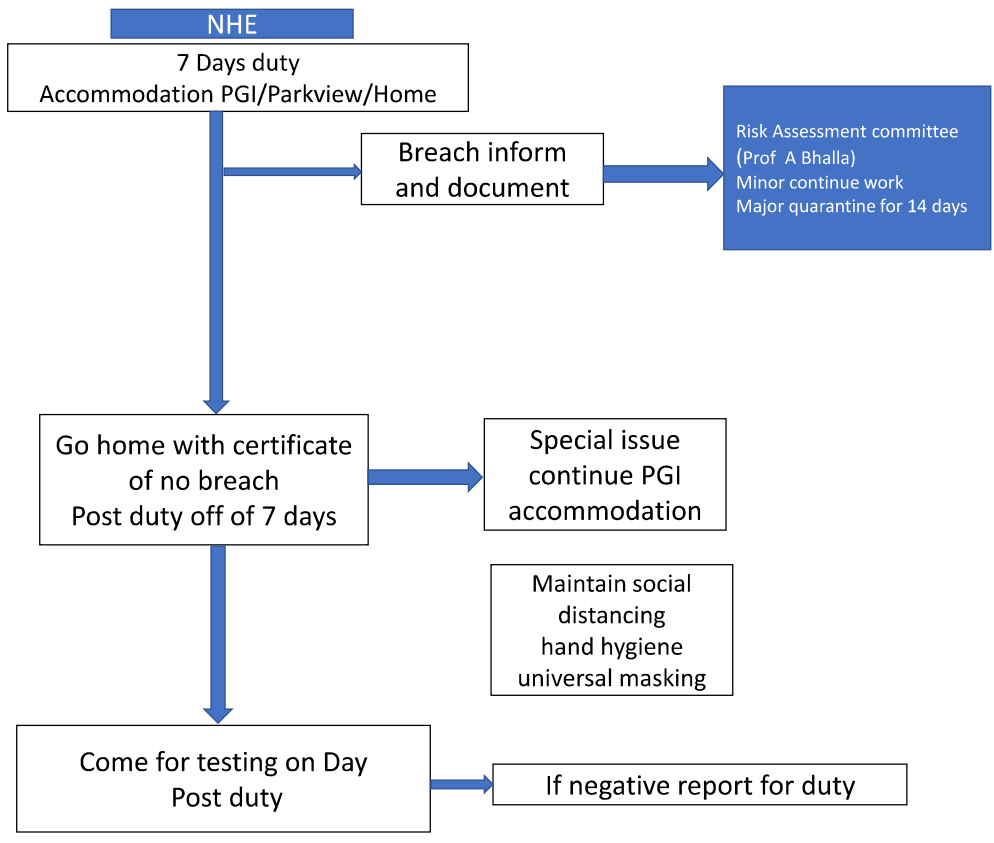 NHE
7 Days duty
Accommodation PGI/Parkview/Home
Breach inform
and document
Risk Assessment committee
(Prof A Bhalla)
Minor continue work
Major quarantine for 14 days
Go home with certificate
of no breach
Post duty off of 7 days
Special issue
continue PGI
accommodation
Maintain social
distancing
hand hygiene
universal masking
Come for testing on Day
Post duty
If negative report for duty